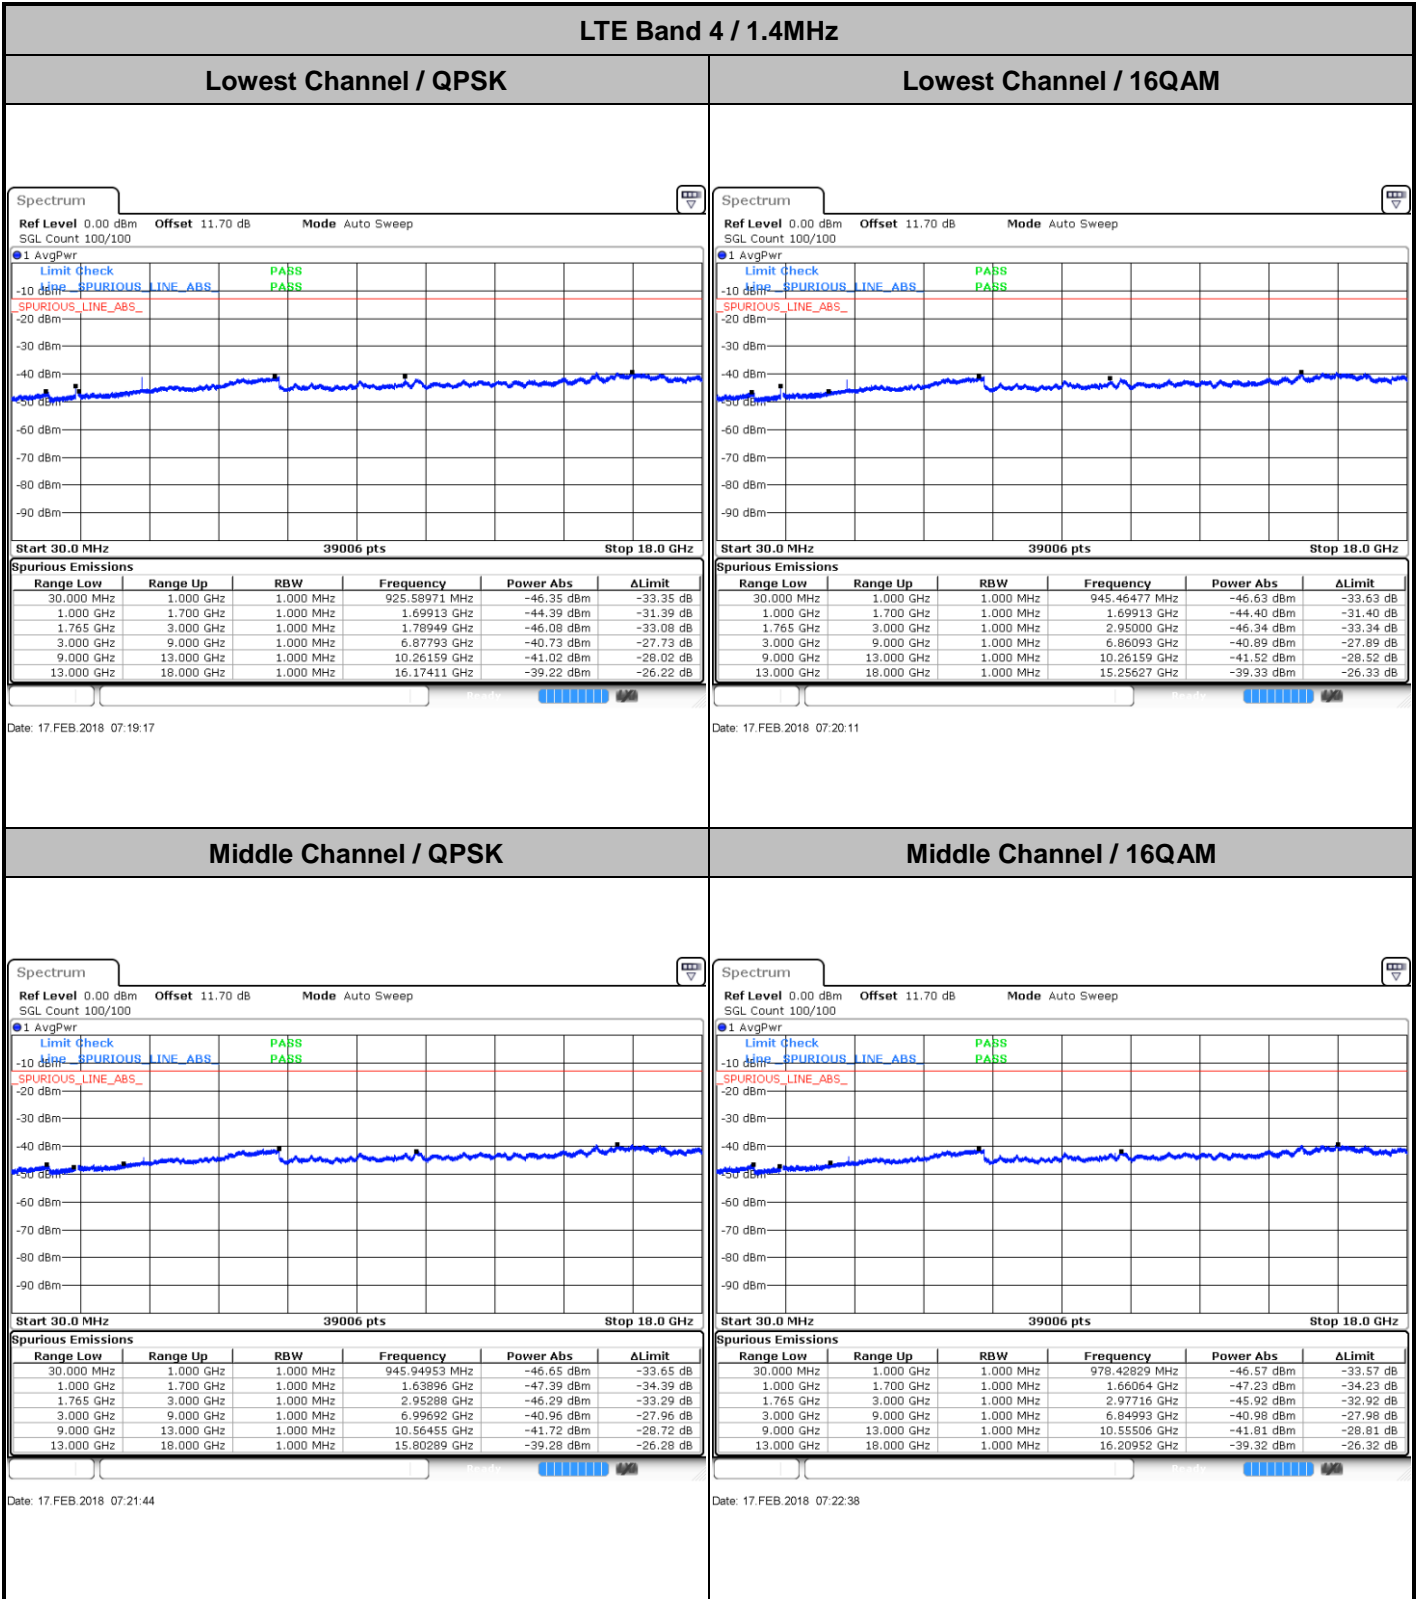 LTE Band 4 / 1.4MHz
Lowest Channel / QPSK
Lowest Channel / 16QAM
Spectrum
Ref Level 0.00 dBm Offset 11.70 dB Mode Auto Sweep
SGL Count 100/100
1 AvgPwr
Limit Check PASS
Line _SPURIOUS_LINE_ABS_ PASS
-10 dBm
_SPURIOUS_LINE_ABS_
-20 dBm
-30 dBm
-40 dBm
-50 dBm
-60 dBm
-70 dBm
-80 dBm
-90 dBm
Start 30.0 MHz 39006 pts Stop 18.0 GHz
Spurious Emissions
Range Low Range Up RBW Frequency Power Abs ΔLimit
30.000 MHz 1.000 GHz 1.000 MHz 925.58971 MHz -46.35 dBm -33.35 dB
1.000 GHz 1.700 GHz 1.000 MHz 1.69913 GHz -44.39 dBm -31.39 dB
1.765 GHz 3.000 GHz 1.000 MHz 1.78949 GHz -46.08 dBm -33.08 dB
3.000 GHz 9.000 GHz 1.000 MHz 6.87793 GHz -40.73 dBm -27.73 dB
9.000 GHz 13.000 GHz 1.000 MHz 10.26159 GHz -41.02 dBm -28.02 dB
13.000 GHz 18.000 GHz 1.000 MHz 16.17411 GHz -39.22 dBm -26.22 dB
Ready
Date: 17.FEB.2018 07:19:17
Spectrum
Ref Level 0.00 dBm Offset 11.70 dB Mode Auto Sweep
SGL Count 100/100
1 AvgPwr
Limit Check PASS
Line _SPURIOUS_LINE_ABS_ PASS
-10 dBm
_SPURIOUS_LINE_ABS_
-20 dBm
-30 dBm
-40 dBm
-50 dBm
-60 dBm
-70 dBm
-80 dBm
-90 dBm
Start 30.0 MHz 39006 pts Stop 18.0 GHz
Spurious Emissions
Range Low Range Up RBW Frequency Power Abs ΔLimit
30.000 MHz 1.000 GHz 1.000 MHz 945.46477 MHz -46.63 dBm -33.63 dB
1.000 GHz 1.700 GHz 1.000 MHz 1.69913 GHz -44.40 dBm -31.40 dB
1.765 GHz 3.000 GHz 1.000 MHz 2.95000 GHz -46.34 dBm -33.34 dB
3.000 GHz 9.000 GHz 1.000 MHz 6.86093 GHz -40.89 dBm -27.89 dB
9.000 GHz 13.000 GHz 1.000 MHz 10.26159 GHz -41.52 dBm -28.52 dB
13.000 GHz 18.000 GHz 1.000 MHz 15.25627 GHz -39.33 dBm -26.33 dB
Ready
Date: 17.FEB.2018 07:20:11
Middle Channel / QPSK
Middle Channel / 16QAM
Spectrum
Ref Level 0.00 dBm Offset 11.70 dB Mode Auto Sweep
SGL Count 100/100
1 AvgPwr
Limit Check PASS
Line _SPURIOUS_LINE_ABS_ PASS
-10 dBm
_SPURIOUS_LINE_ABS_
-20 dBm
-30 dBm
-40 dBm
-50 dBm
-60 dBm
-70 dBm
-80 dBm
-90 dBm
Start 30.0 MHz 39006 pts Stop 18.0 GHz
Spurious Emissions
Range Low Range Up RBW Frequency Power Abs ΔLimit
30.000 MHz 1.000 GHz 1.000 MHz 945.94953 MHz -46.65 dBm -33.65 dB
1.000 GHz 1.700 GHz 1.000 MHz 1.63896 GHz -47.39 dBm -34.39 dB
1.765 GHz 3.000 GHz 1.000 MHz 2.95288 GHz -46.29 dBm -33.29 dB
3.000 GHz 9.000 GHz 1.000 MHz 6.99692 GHz -40.96 dBm -27.96 dB
9.000 GHz 13.000 GHz 1.000 MHz 10.56455 GHz -41.72 dBm -28.72 dB
13.000 GHz 18.000 GHz 1.000 MHz 15.80289 GHz -39.28 dBm -26.28 dB
Ready
Date: 17.FEB.2018 07:21:44
Spectrum
Ref Level 0.00 dBm Offset 11.70 dB Mode Auto Sweep
SGL Count 100/100
1 AvgPwr
Limit Check PASS
Line _SPURIOUS_LINE_ABS_ PASS
-10 dBm
_SPURIOUS_LINE_ABS_
-20 dBm
-30 dBm
-40 dBm
-50 dBm
-60 dBm
-70 dBm
-80 dBm
-90 dBm
Start 30.0 MHz 39006 pts Stop 18.0 GHz
Spurious Emissions
Range Low Range Up RBW Frequency Power Abs ΔLimit
30.000 MHz 1.000 GHz 1.000 MHz 978.42829 MHz -46.57 dBm -33.57 dB
1.000 GHz 1.700 GHz 1.000 MHz 1.66064 GHz -47.23 dBm -34.23 dB
1.765 GHz 3.000 GHz 1.000 MHz 2.97716 GHz -45.92 dBm -32.92 dB
3.000 GHz 9.000 GHz 1.000 MHz 6.84993 GHz -40.98 dBm -27.98 dB
9.000 GHz 13.000 GHz 1.000 MHz 10.55506 GHz -41.81 dBm -28.81 dB
13.000 GHz 18.000 GHz 1.000 MHz 16.20952 GHz -39.32 dBm -26.32 dB
Ready
Date: 17.FEB.2018 07:22:38